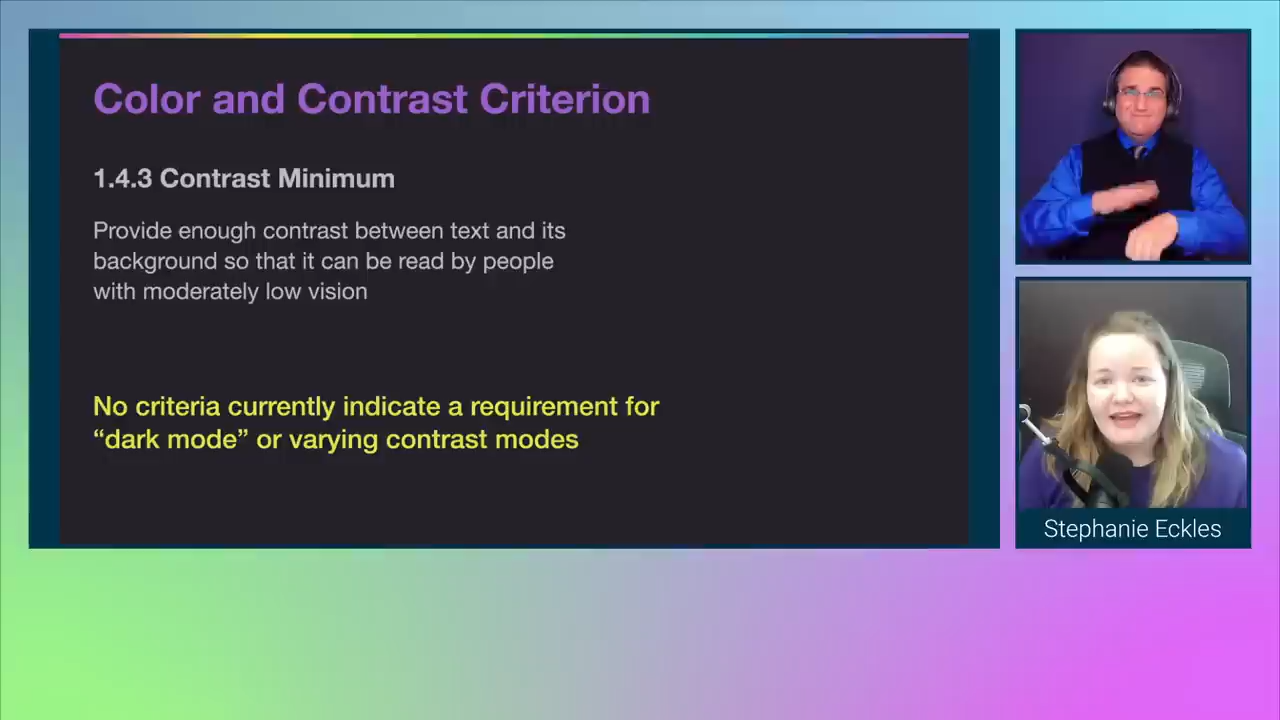 Color and Contrast Criterion
1.4.3 Contrast Minimum
Provide enough contrast between text and its
background so that it can be read by people
with moderately low vision
No criteria currently indicate a requirement for
“dark mode” or varying contrast modes
Stephanie Eckles